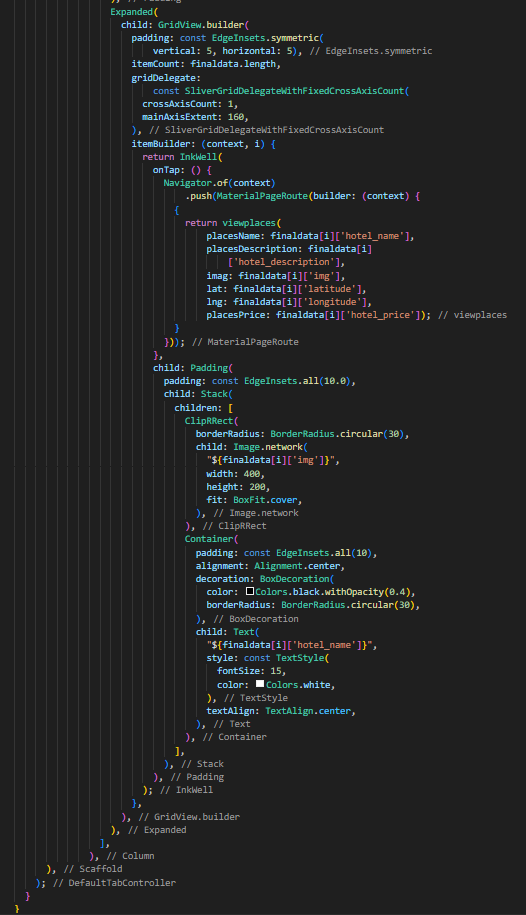 ), // Padding
Expanded(
child: GridView.builder(
padding: const EdgeInsets.symmetric(
vertical: 5, horizontal: 5), // EdgeInsets.symmetric
itemCount: finaldata.length,
gridDelegate:
const SliverGridDelegateWithFixedCrossAxisCount(
crossAxisCount: 1,
mainAxisExtent: 160,
), // SliverGridDelegateWithFixedCrossAxisCount
itemBuilder: (context, i) {
return InkWell(
onTap: () {
Navigator.of(context)
.push(MaterialPageRoute(builder: (context) {
{
return viewplaces(
placesName: finaldata[i]['hotel_name'],
placesDescription: finaldata[i]
['hotel_description'],
imag: finaldata[i]['img'],
lat: finaldata[i]['latitude'],
lng: finaldata[i]['longitude'],
placesPrice: finaldata[i]['hotel_price']); // viewplaces
}
})); // MaterialPageRoute
},
child: Padding(
padding: const EdgeInsets.all(10.0),
child: Stack(
children: [
ClipRRect(
borderRadius: BorderRadius.circular(30),
child: Image.network(
"${finaldata[i]['img']}",
width: 400,
height: 200,
fit: BoxFit.cover,
), // Image.network
), // ClipRRect
Container(
padding: const EdgeInsets.all(10),
alignment: Alignment.center,
decoration: BoxDecoration(
color: Colors.black.withOpacity(0.4),
borderRadius: BorderRadius.circular(30),
), // BoxDecoration
child: Text(
"${finaldata[i]['hotel_name']}",
style: const TextStyle(
fontSize: 15,
color: Colors.white,
), // TextStyle
textAlign: TextAlign.center,
), // Text
), // Container
],
), // Stack
), // Padding
); // InkWell
},
), // GridView.builder
), // Expanded
],
), // Column
), // Scaffold
); // DefaultTabController
}
}